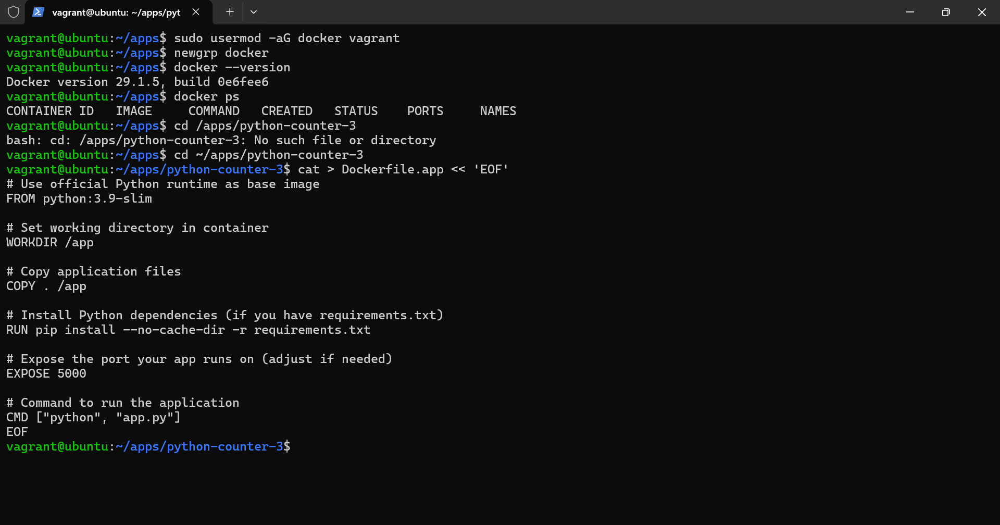 vagrant@ubuntu: ~/apps/pyt
vagrant@ubuntu:~/apps$ sudo usermod -aG docker vagrant
vagrant@ubuntu:~/apps$ newgrp docker
vagrant@ubuntu:~/apps$ docker --version
Docker version 29.1.5, build 0e6fee6
vagrant@ubuntu:~/apps$ docker ps
CONTAINER ID   IMAGE     COMMAND   CREATED   STATUS    PORTS     NAMES
vagrant@ubuntu:~/apps$ cd /apps/python-counter-3
bash: cd: /apps/python-counter-3: No such file or directory
vagrant@ubuntu:~/apps$ cd ~/apps/python-counter-3
vagrant@ubuntu:~/apps/python-counter-3$ cat > Dockerfile.app << 'EOF'
# Use official Python runtime as base image
FROM python:3.9-slim

# Set working directory in container
WORKDIR /app

# Copy application files
COPY . /app

# Install Python dependencies (if you have requirements.txt)
RUN pip install --no-cache-dir -r requirements.txt

# Expose the port your app runs on (adjust if needed)
EXPOSE 5000

# Command to run the application
CMD ["python", "app.py"]
EOF
vagrant@ubuntu:~/apps/python-counter-3$